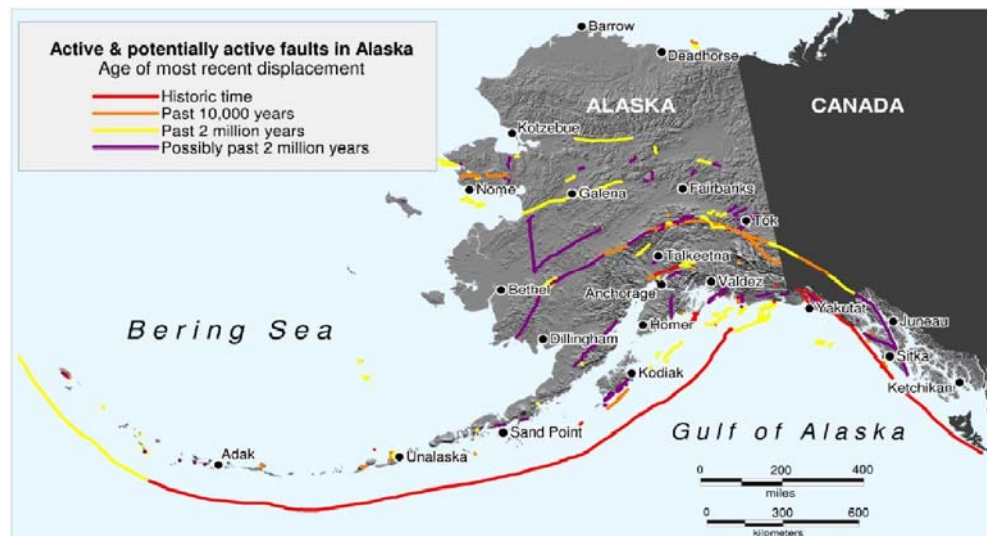 Active & potentially active faults in Alaska
Age of most recent displacement
Historic time
Past 10,000 years
Past 2 million years
Possibly past 2 million years
Barrow
Deadhorse
ALASKA
CANADA
Kotzebue
Nome
Galena
Fairbanks
Tok
Talkeetna
Bethel
Anchorage
Valdez
Yakutat
Juneau
Bering Sea
Dillingham
Homer
Sitka
Kodiak
Ketchikan
Sand Point
Gulf of Alaska
Adak
Unalaska
0 200 400
miles
0 300 600
kilometers